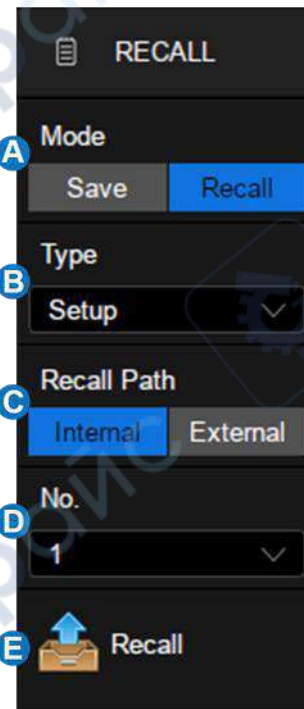 RECALL
A
Mode
Save Recall
B
Type
Setup
C
Recall Path
Internal External
D
No.
1
E
Recall